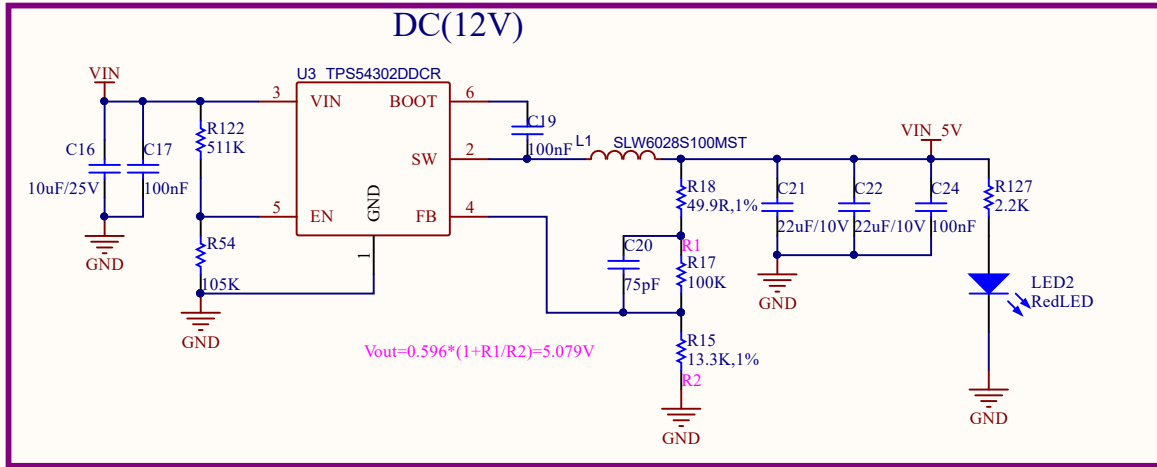 DC(12V)
VIN
U3 TPS54302DDCR
3
VIN
BOOT
6
R122
511K
C19
100nF
C16
10uF/25V
C17
100nF
SW
2
L1
SLW6028S100MST
VIN_5V
GND
5
EN
GND
FB
4
1
R18
49.9R,1%
R1
R17
100K
C20
75pF
C21
22uF/10V
C22
22uF/10V
C24
100nF
R127
2.2K
R54
105K
GND
GND
LED2
RedLED
Vout=0.596*(1+R1/R2)=5.079V
R15
13.3K,1%
R2
GND
GND